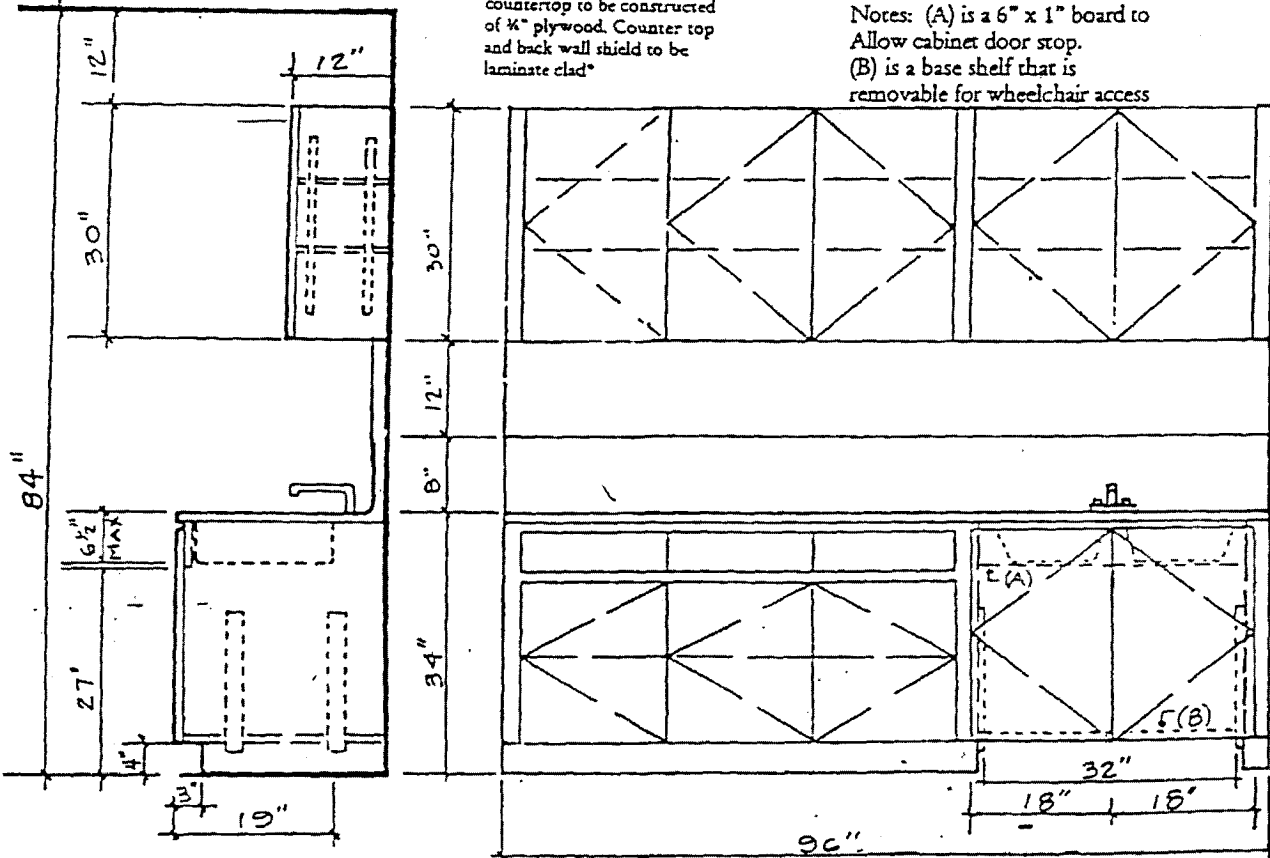 countertop to be constructed
of ¾" plywood. Counter top
and back wall shield to be
laminate clad"
Notes: (A) is a 6" x 1" board to
Allow cabinet door stop.
(B) is a base shelf that is
removable for wheelchair access
12"
12"
30"
30"
12"
8"
84"
6½"
MAX
(A)
34"
27'
(B)
4"
3"
32"
19"
18"
18"
96"